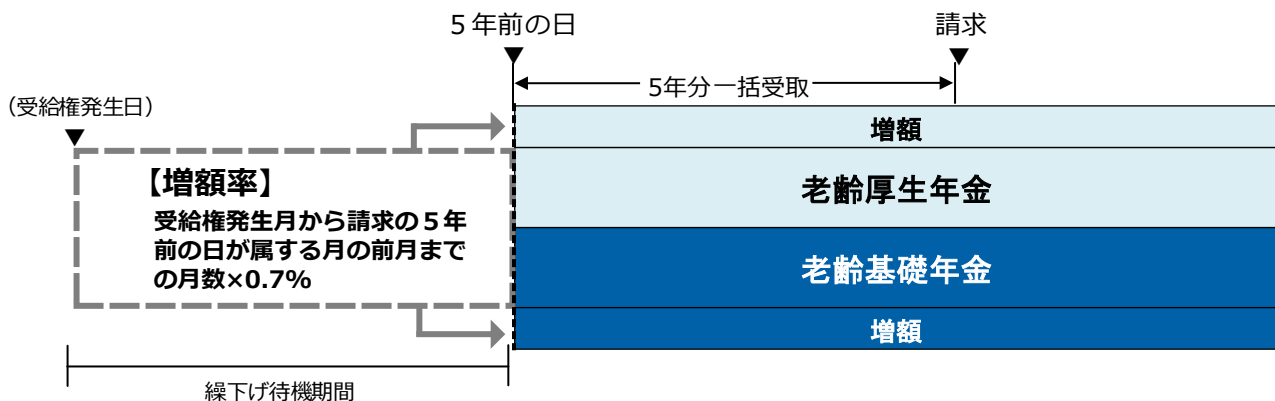 ５年前の日
請求
5年分一括受取
（受給権発生日）
増額
【増額率】
受給権発生月から請求の５年
前の日が属する月の前月まで
の月数×0.7%
老齢厚生年金
老齢基礎年金
増額
繰下げ待機期間